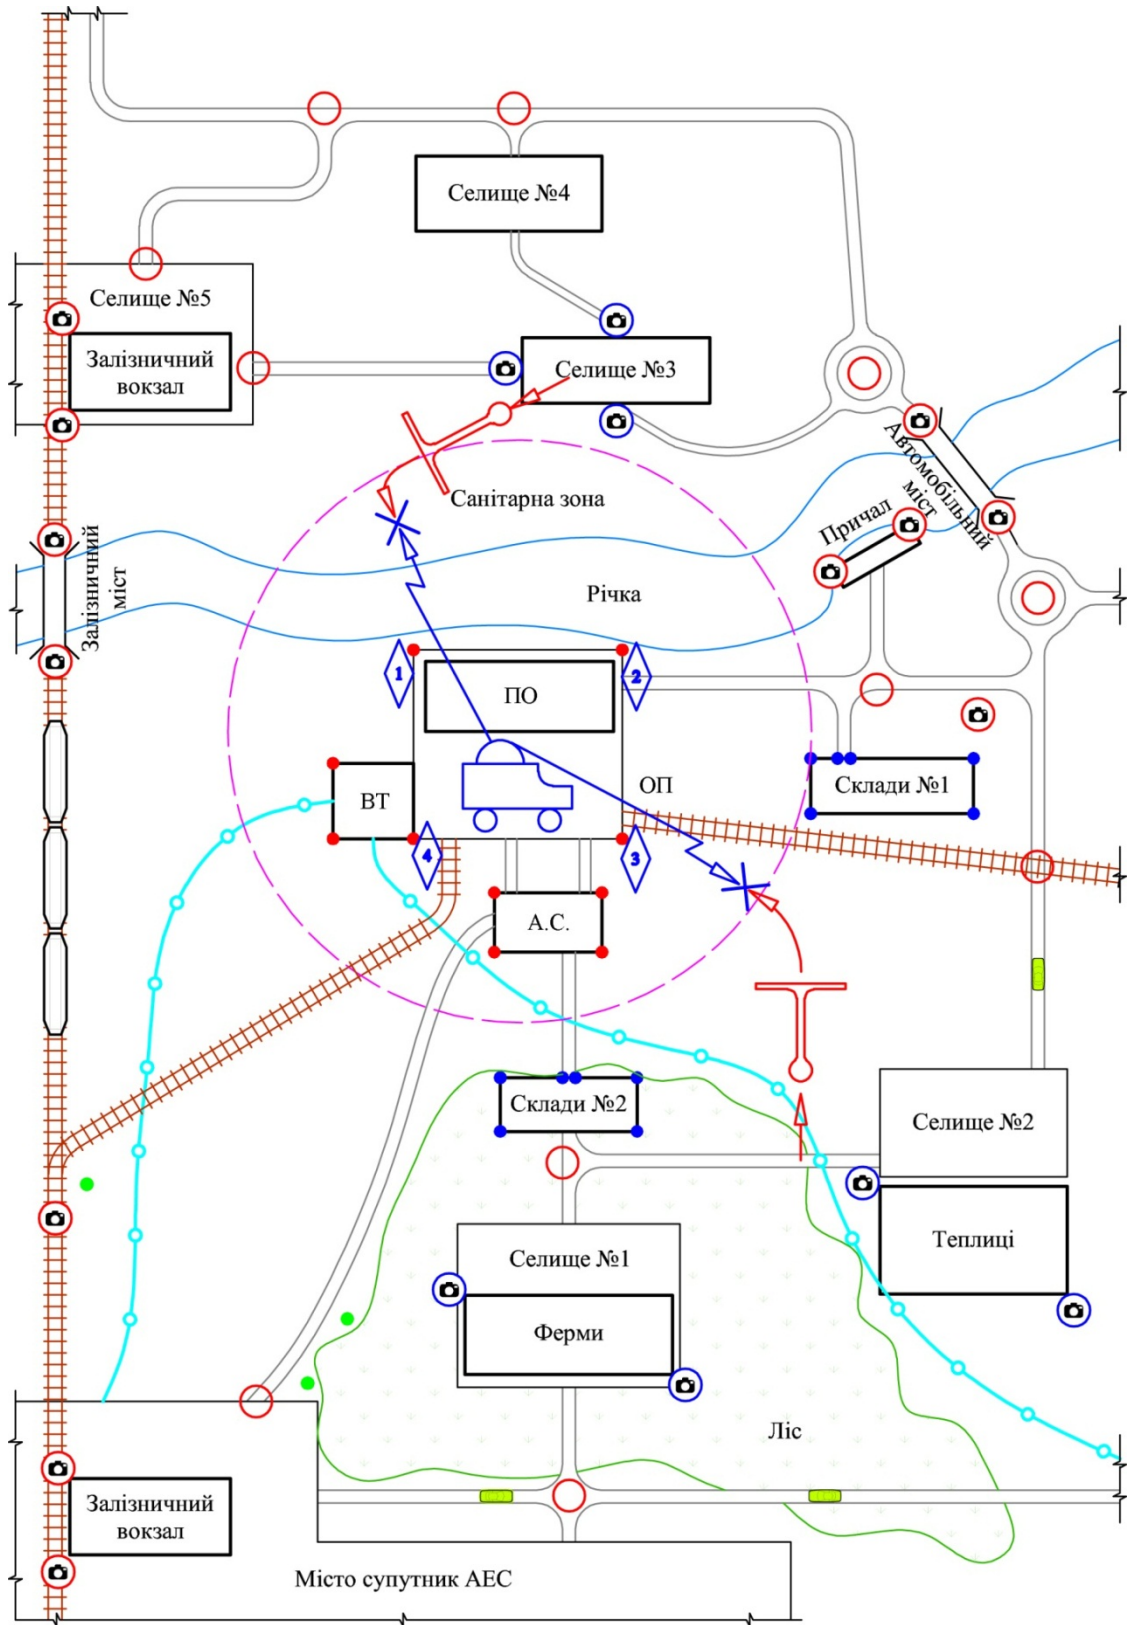 Селище №4
Селище №5
Залізничний
вокзал
Селище №3
Автомобільний
міст
Санітарна зона
Причал
Залізничний
міст
Річка
1
2
ПО
ОП
ВТ
Склади №1
4
3
А.С.
Склади №2
Селище №2
Теплиці
Селище №1
Ферми
Ліс
Залізничний
вокзал
Місто супутник АЕС